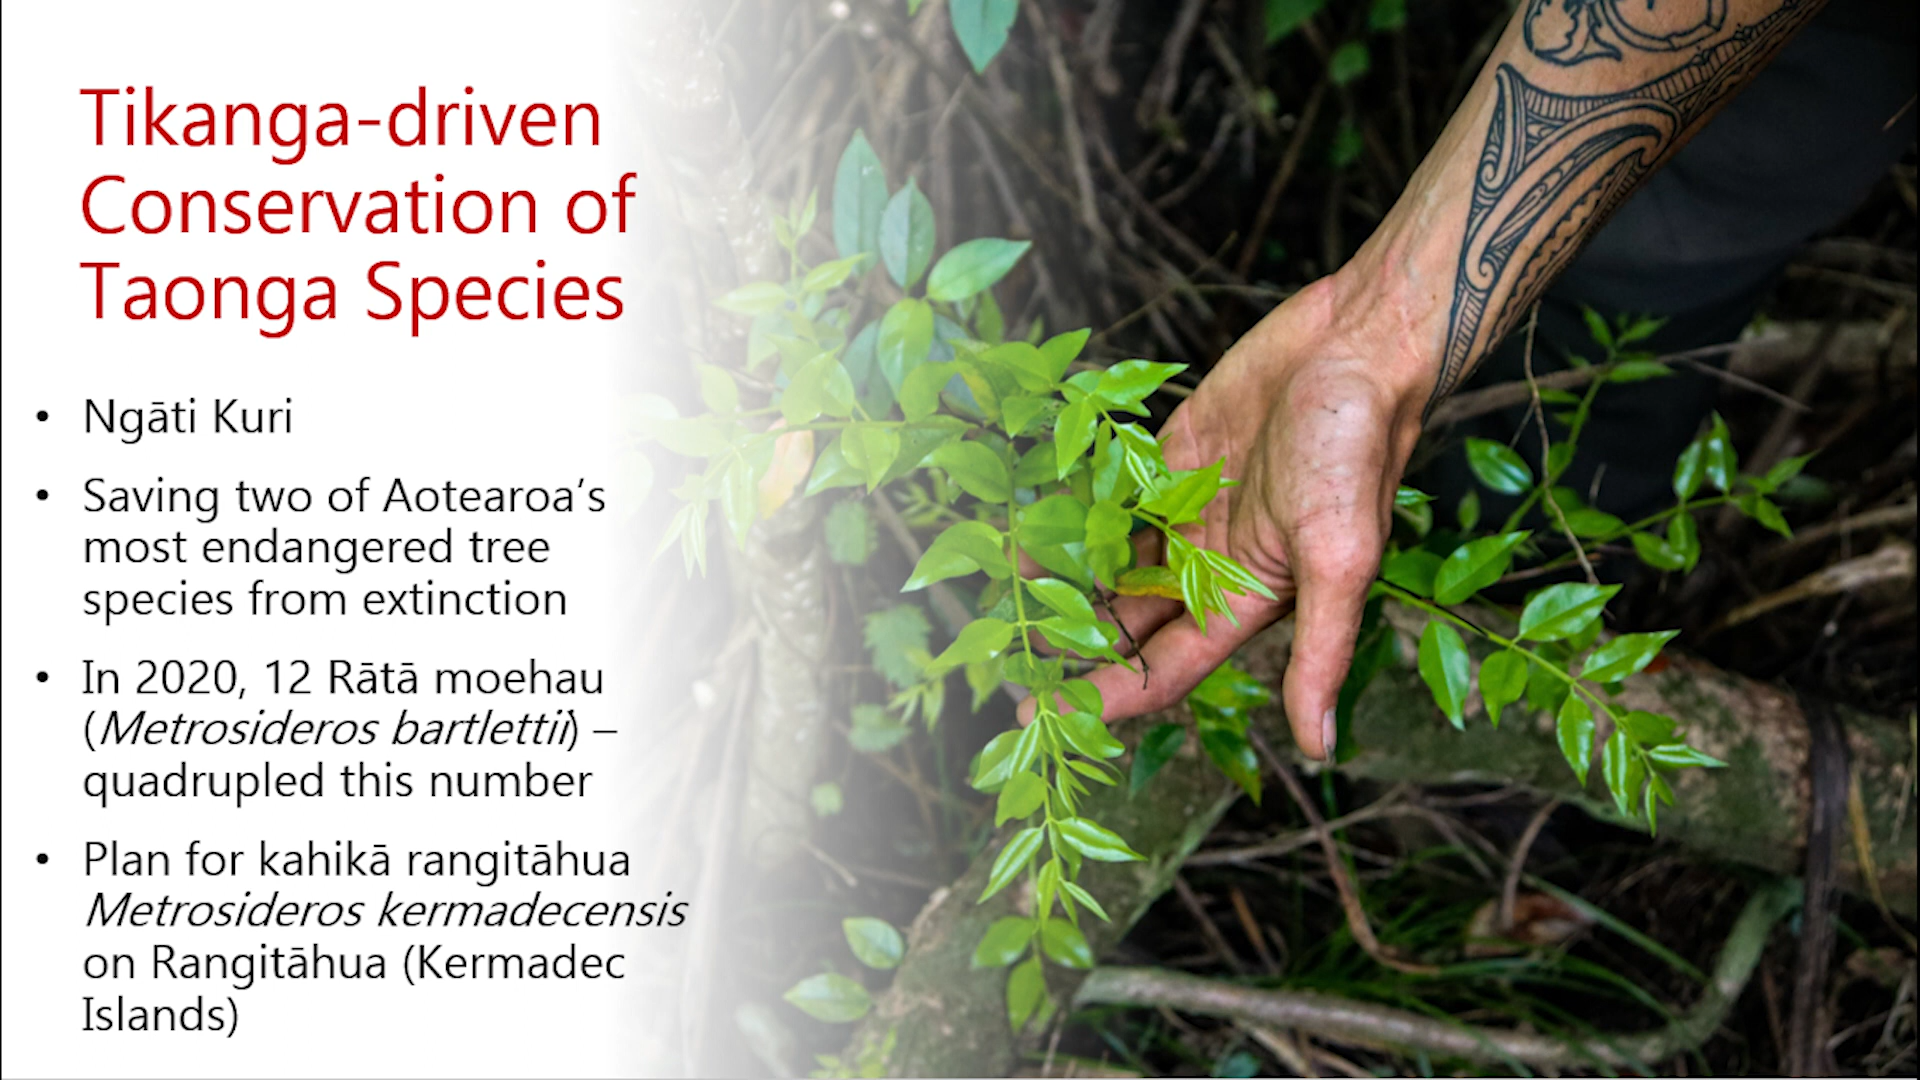 Tikanga-driven
Conservation of
Taonga Species
• Ngāti Kuri
• Saving two of Aotearoa’s
most endangered tree
species from extinction
• In 2020, 12 Rātā moehau
(Metrosideros bartlettii) –
quadrupled this number
• Plan for kahikā rangitāhua
Metrosideros kermadecensis
on Rangitāhua (Kermadec
Islands)